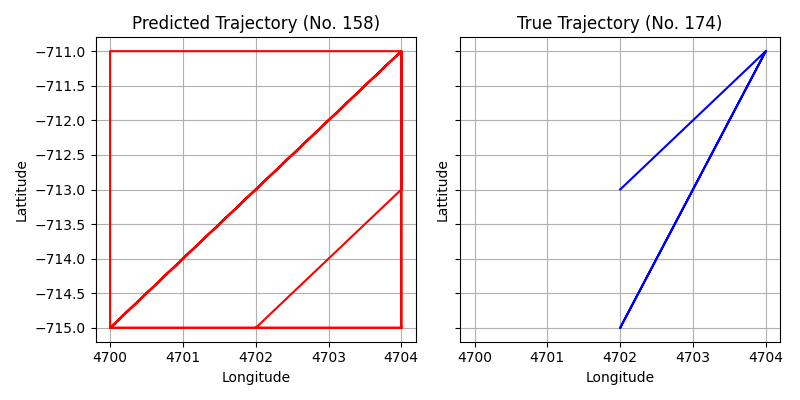 Predicted Trajectory (No. 158)
−711.0
−711.5
−712.0
−712.5
−713.0
−713.5
−714.0
−714.5
−715.0
Lattitude
4700 4701 4702 4703 4704
Longitude
True Trajectory (No. 174)
Lattitude
4700 4701 4702 4703 4704
Longitude